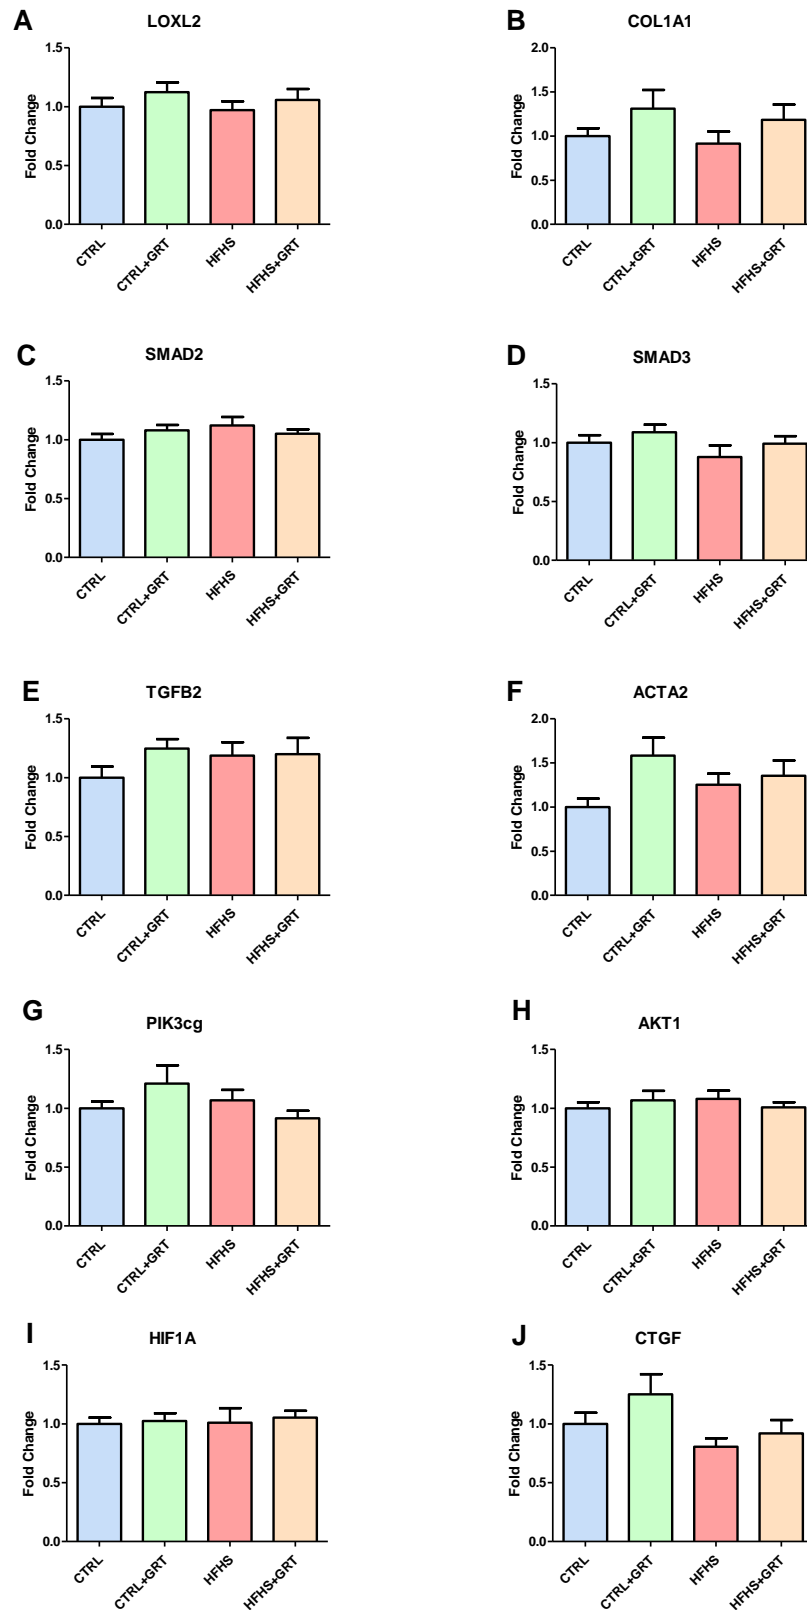 A
LOXL2
1.5
1.0
0.5
0.0
Fold Change
CTRL
CTRL+GRT
HFHS
HFHS+GRT
B
COL1A1
2.0
1.5
1.0
0.5
0.0
Fold Change
CTRL
CTRL+GRT
HFHS
HFHS+GRT
C
SMAD2
1.5
1.0
0.5
0.0
Fold Change
CTRL
CTRL+GRT
HFHS
HFHS+GRT
D
SMAD3
1.5
1.0
0.5
0.0
Fold Change
CTRL
CTRL+GRT
HFHS
HFHS+GRT
E
TGFB2
1.5
1.0
0.5
0.0
Fold Change
CTRL
CTRL+GRT
HFHS
HFHS+GRT
F
ACTA2
2.0
1.5
1.0
0.5
0.0
Fold Change
CTRL
CTRL+GRT
HFHS
HFHS+GRT
G
PIK3cg
1.5
1.0
0.5
0.0
Fold Change
CTRL
CTRL+GRT
HFHS
HFHS+GRT
H
AKT1
1.5
1.0
0.5
0.0
Fold Change
CTRL
CTRL+GRT
HFHS
HFHS+GRT
I
HIF1A
1.5
1.0
0.5
0.0
Fold Change
CTRL
CTRL+GRT
HFHS
HFHS+GRT
J
CTGF
1.5
1.0
0.5
0.0
Fold Change
CTRL
CTRL+GRT
HFHS
HFHS+GRT